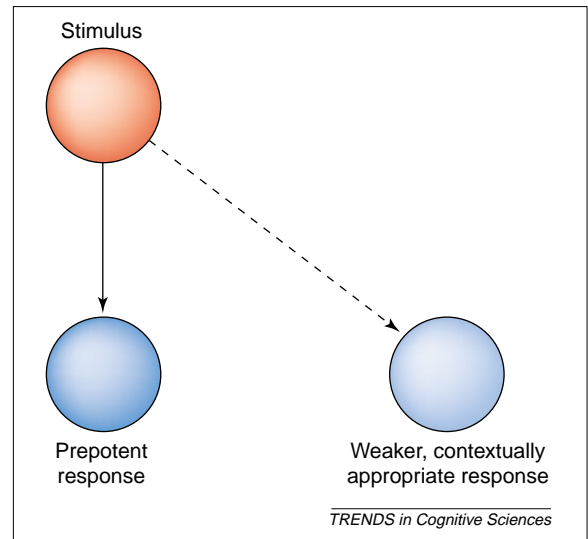 Stimulus
Prepotent
response
Weaker, contextually
appropriate response
TRENDS in Cognitive Sciences